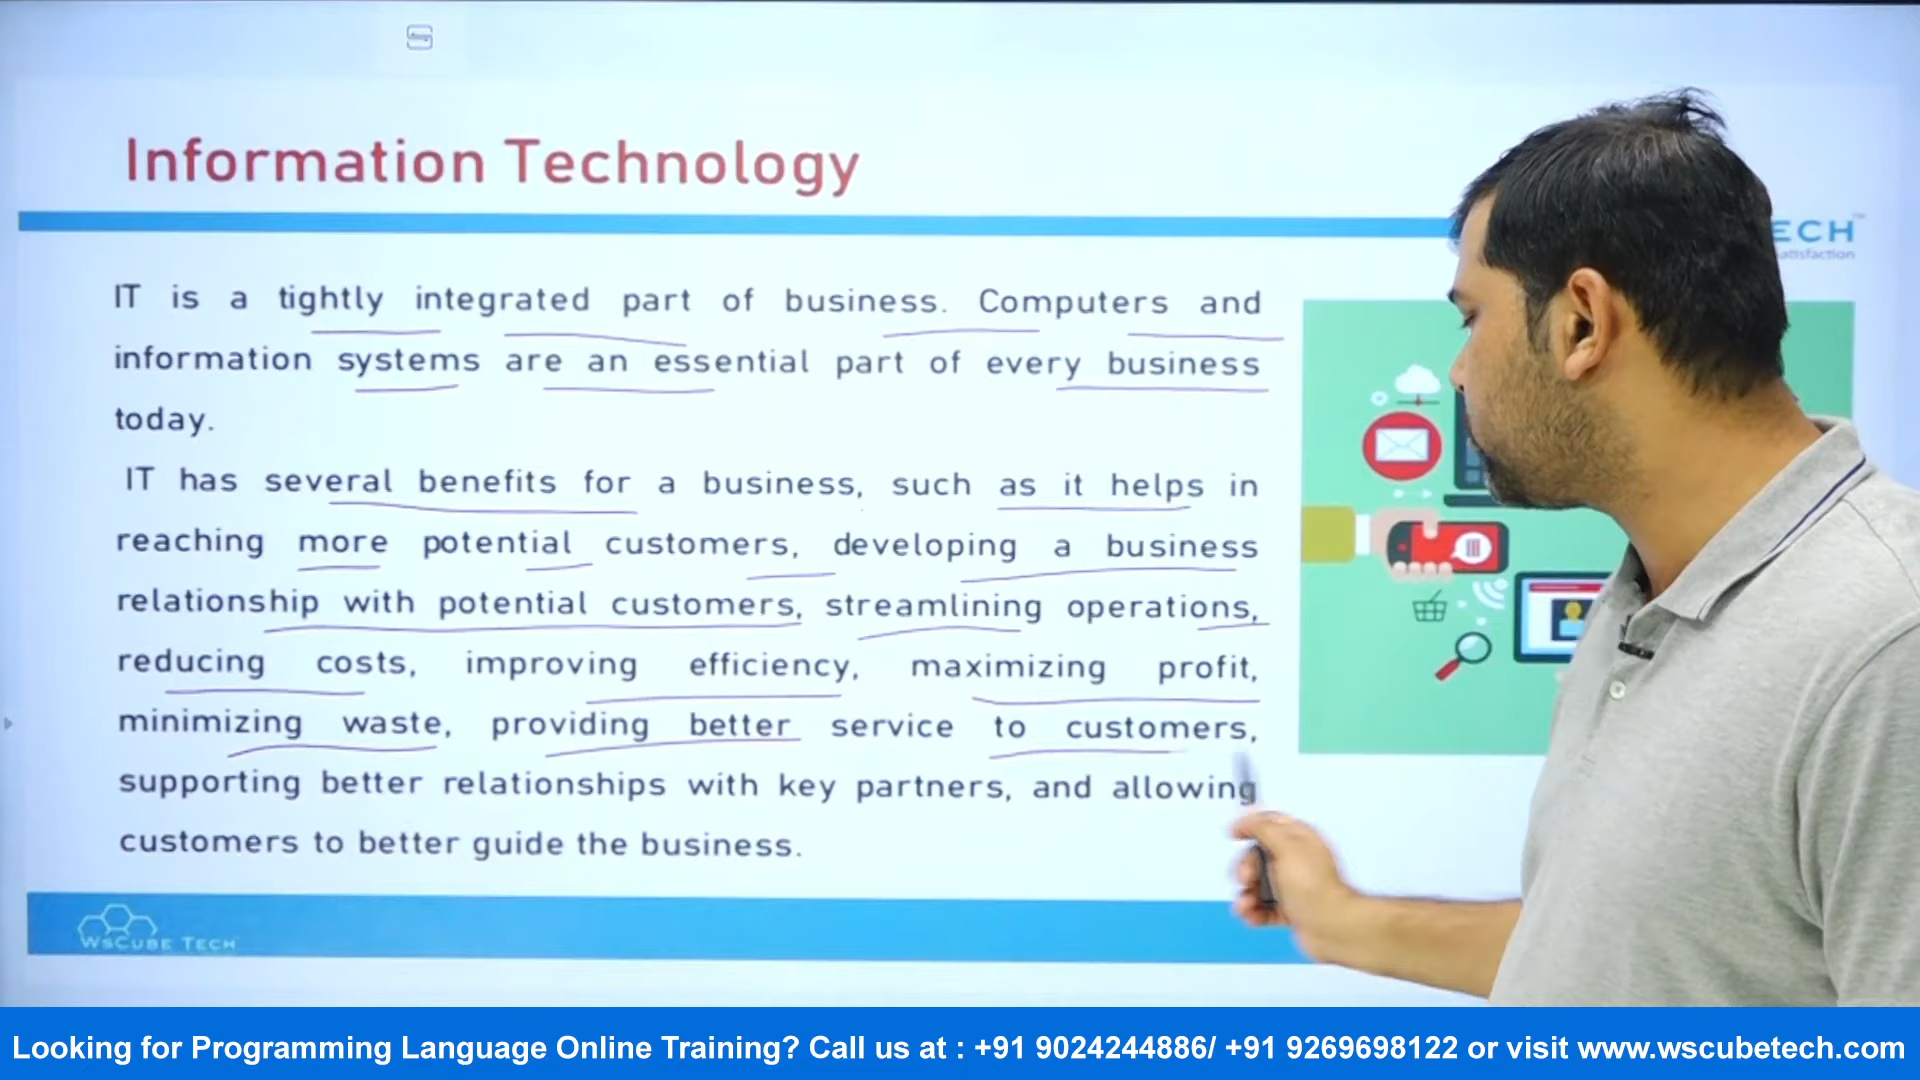 Information Technology
ECH™
IT is a tightly integrated part of business. Computers and
information systems are an essential part of every business
today.
IT has several benefits for a business, such as it helps in
reaching more potential customers, developing a business
relationship with potential customers, streamlining operations,
reducing costs, improving efficiency, maximizing profit,
minimizing waste, providing better service to customers,
supporting better relationships with key partners, and allowing
customers to better guide the business.
WsCube Tech
Looking for Programming Language Online Training? Call us at : +91 9024244886/ +91 9269698122 or visit www.wscubetech.com